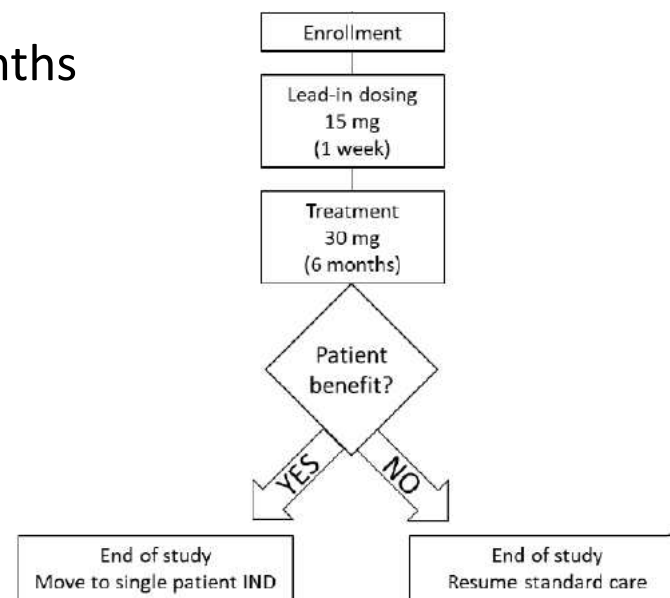 Enrollment
nths
Lead-in dosing
15 mg
(1 week)
Treatment
30 mg
(6 months)
Patient
benefit?
YES
NO
End of study
Move to single patient IND
End of study
Resume standard care